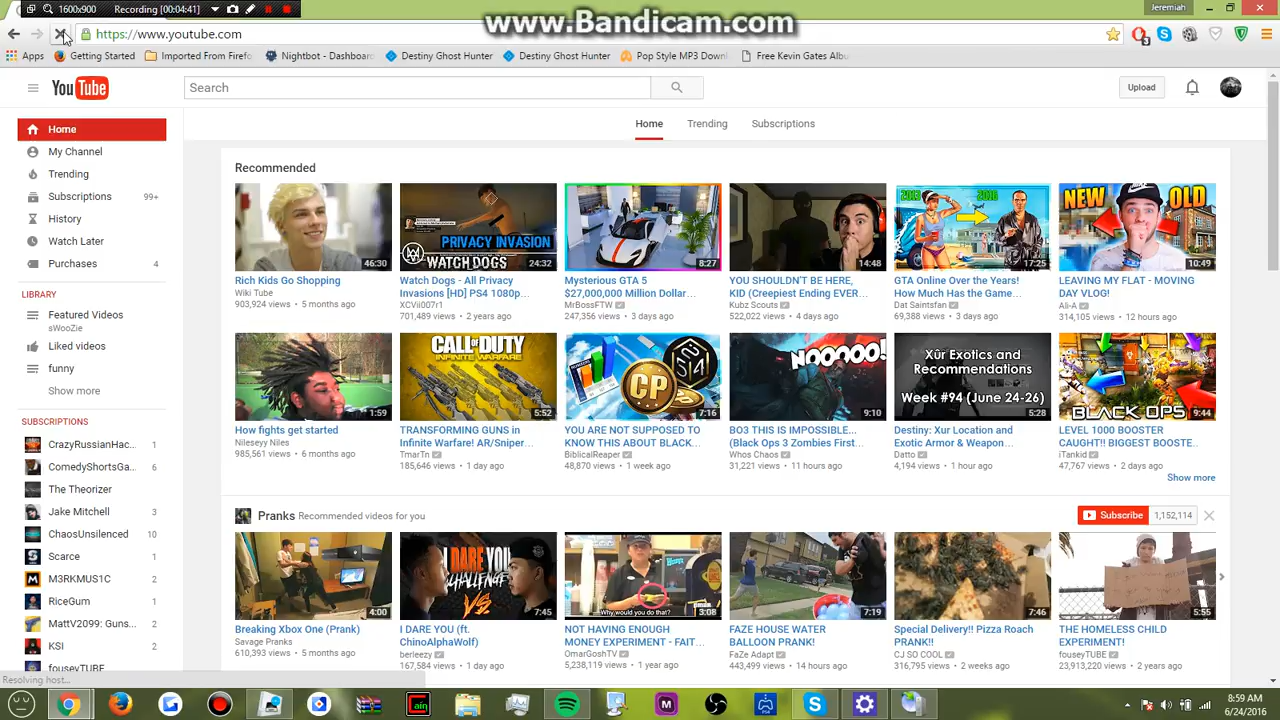 1600x900 Recording [00:04:41]
www.Bandicam.com
Jeremiah
https://www.youtube.com
3
Apps Getting Started Imported From Firefo Nightbot - Dashboar Destiny Ghost Hunter Destiny Ghost Hunter Pop Style MP3 Down Free Kevin Gates Albu
YouTube
Search
Upload
Home
My Channel
Trending
Subscriptions 99+
History
Watch Later
Purchases 4
LIBRARY
Featured Videos
sWooZie
Liked videos
funny
Show more
SUBSCRIPTIONS
CrazyRussianHac... 1
ComedyShortsGa... 6
The Theorizer
Jake Mitchell 3
ChaosUnsilenced 10
Scarce 1
M3RKMUS1C 2
RiceGum 1
MattV2099: Guns... 2
KSI 2
fouseyTUBE
Resolving host...
Home Trending Subscriptions
Recommended
46:30
Rich Kids Go Shopping
Wiki Tube
903,924 views • 5 months ago
PRIVACY INVASION
WATCH DOGS
24:32
Watch Dogs - All Privacy
Invasions [HD] PS4 1080p...
XCVii007r1
701,489 views • 2 years ago
8:27
Mysterious GTA 5
$27,000,000 Million Dollar...
MrBossFTW
247,356 views • 3 days ago
14:48
YOU SHOULDN'T BE HERE,
KID (Creepiest Ending EVER...
Kubz Scouts
522,022 views • 4 days ago
2013 2016
17:25
GTA Online Over the Years!
How Much Has the Game...
Dat Saintsfan
69,388 views • 3 days ago
NEW OLD
10:49
LEAVING MY FLAT - MOVING
DAY VLOG!
Ali-A
314,105 views • 12 hours ago
1:59
How fights get started
Nileseyy Niles
985,561 views • 6 months ago
CALL OF DUTY
INFINITE WARFARE
5:52
TRANSFORMING GUNS in
Infinite Warfare! AR/Sniper...
TmarTn
185,646 views • 1 day ago
CP
7:16
YOU ARE NOT SUPPOSED TO
KNOW THIS ABOUT BLACK...
BiblicalReaper
48,870 views • 1 week ago
NOOOO!
9:10
BO3 THIS IS IMPOSSIBLE...
(Black Ops 3 Zombies First...
Whos Chaos
31,221 views • 11 hours ago
Xûr Exotics and
Recommendations
Week #94 (June 24-26)
5:28
Destiny: Xur Location and
Exotic Armor & Weapon...
Datto
4,194 views • 1 hour ago
BLACK OPS
9:44
LEVEL 1000 BOOSTER
CAUGHT!! BIGGEST BOOSTE...
iTankid
47,767 views • 2 days ago
Show more
Pranks Recommended videos for you
Subscribe 1,152,114
4:00
Breaking Xbox One (Prank)
Savage Pranks
610,393 views • 5 months ago
I DARE YOU
CHALLENGE
VS
7:45
I DARE YOU (ft.
ChinoAlphaWolf)
berleezy
167,584 views • 1 day ago
Why would you do that?
3:08
NOT HAVING ENOUGH
MONEY EXPERIMENT - FAIT...
OmarGoshTV
5,238,119 views • 1 year ago
7:19
FAZE HOUSE WATER
BALLOON PRANK!
FaZe Adapt
443,499 views • 14 hours ago
7:46
Special Delivery!! Pizza Roach
PRANK!!
CJ SO COOL
316,795 views • 2 weeks ago
5:55
THE HOMELESS CHILD
EXPERIMENT!
fouseyTUBE
23,913,220 views • 2 years ago
8:59 AM
6/24/2016